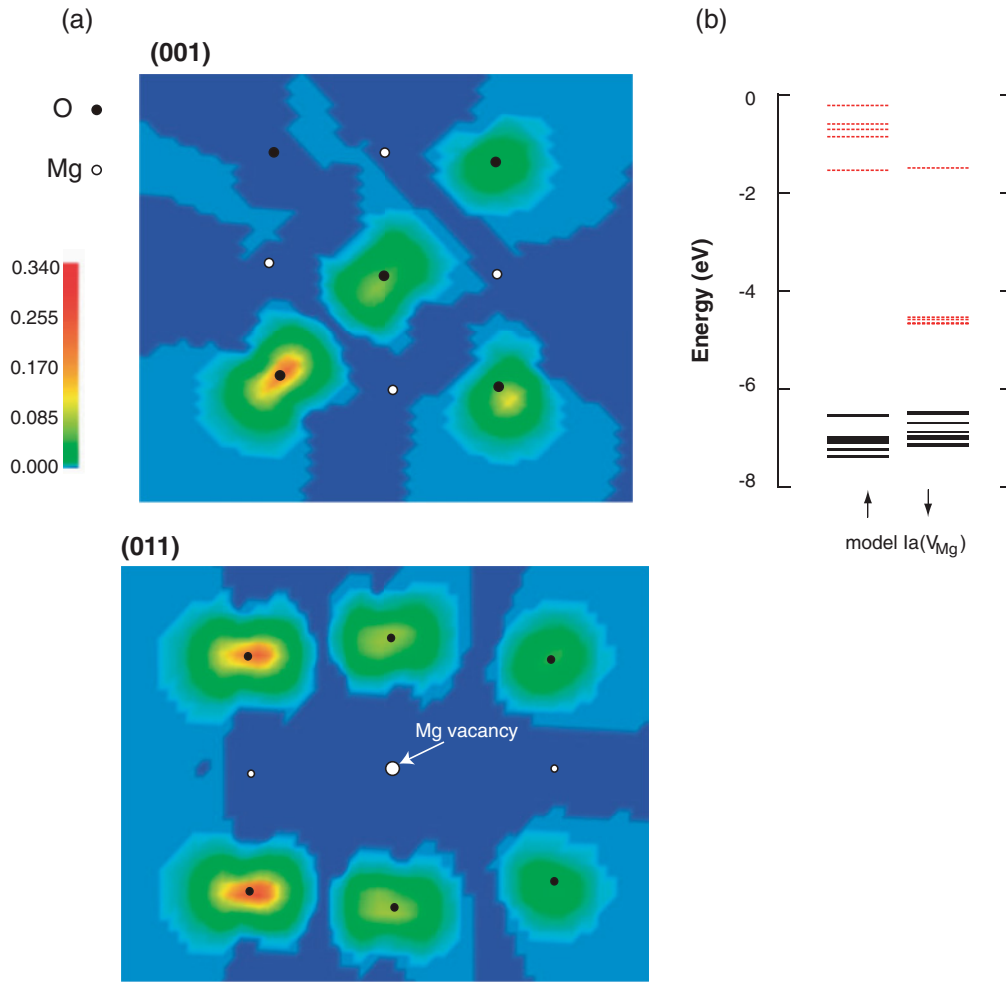 (a)
(001)
O
Mg
0.340
0.255
0.170
0.085
0.000
(011)
Mg vacancy
(b)
0
-2
-4
-6
-8
Energy (eV)
model Ia(VMg)